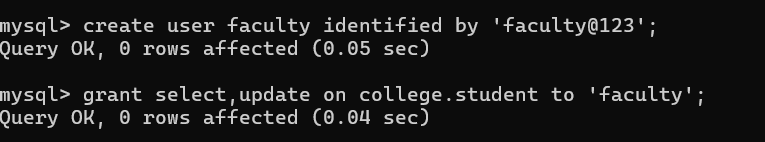 mysql> create user faculty identified by 'faculty@123';
Query OK, 0 rows affected (0.05 sec)
mysql> grant select,update on college.student to 'faculty';
Query OK, 0 rows affected (0.04 sec)